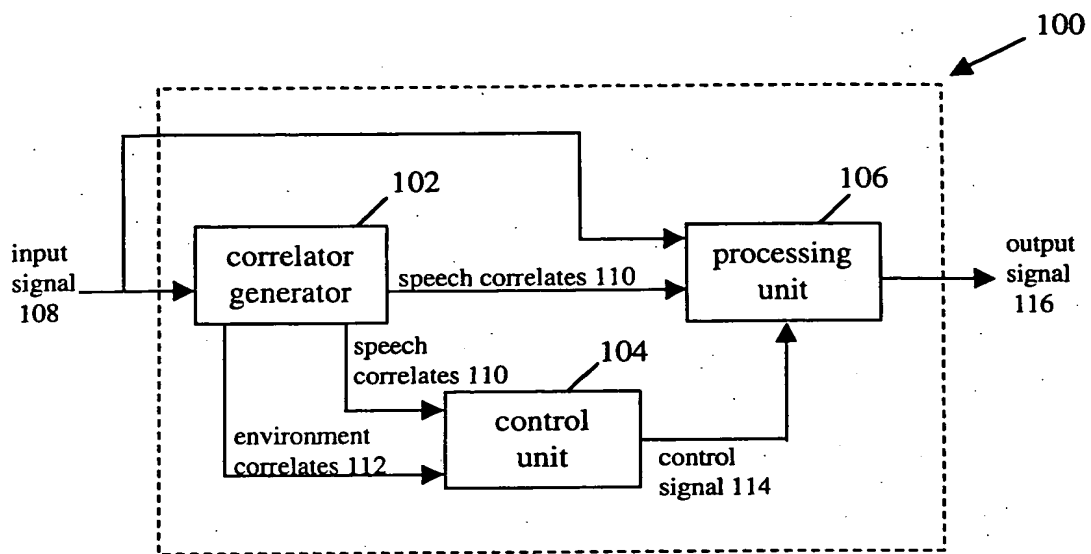 100
102
106
input
signal
108
correlator
generator
speech correlates 110
processing
unit
output
signal
116
speech
correlates 110
104
control
unit
environment
correlates 112
control
signal 114